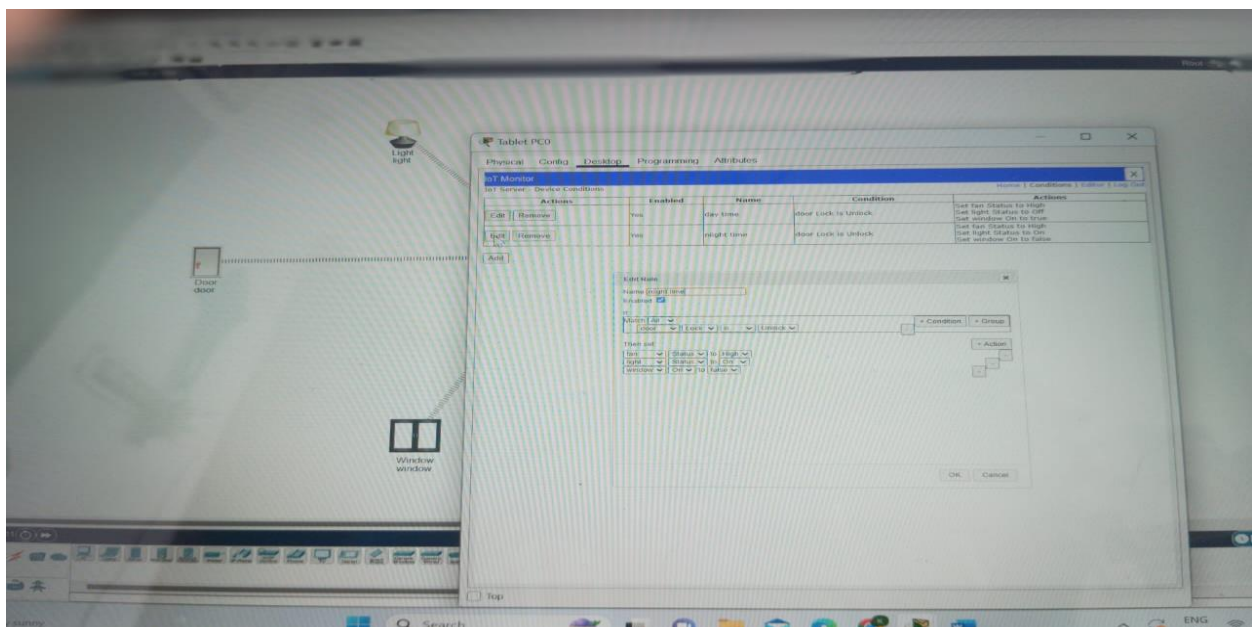 Light
light
Door
door
Window
window
Tablet PC0
Physical Config Desktop Programming Attributes
IoT Monitor
IoT Server - Device Conditions
Home | Conditions | Editor | Log Out
Actions Enabled Name Condition Actions
Edit Remove Yes day time door Lock is Unlock
Set fan Status to High
Set light Status to Off
Set window On to true
Edit Remove Yes night time door Lock is Unlock
Set fan Status to High
Set light Status to On
Set window On to false
Add
Edit Rule
Name night time
Enabled
If:
Match All
+ Condition + Group
door Lock is Unlock
Then set:
+ Action
fan Status to High
light Status to On
window On to false
OK Cancel
Top
sunny
Search
ENG